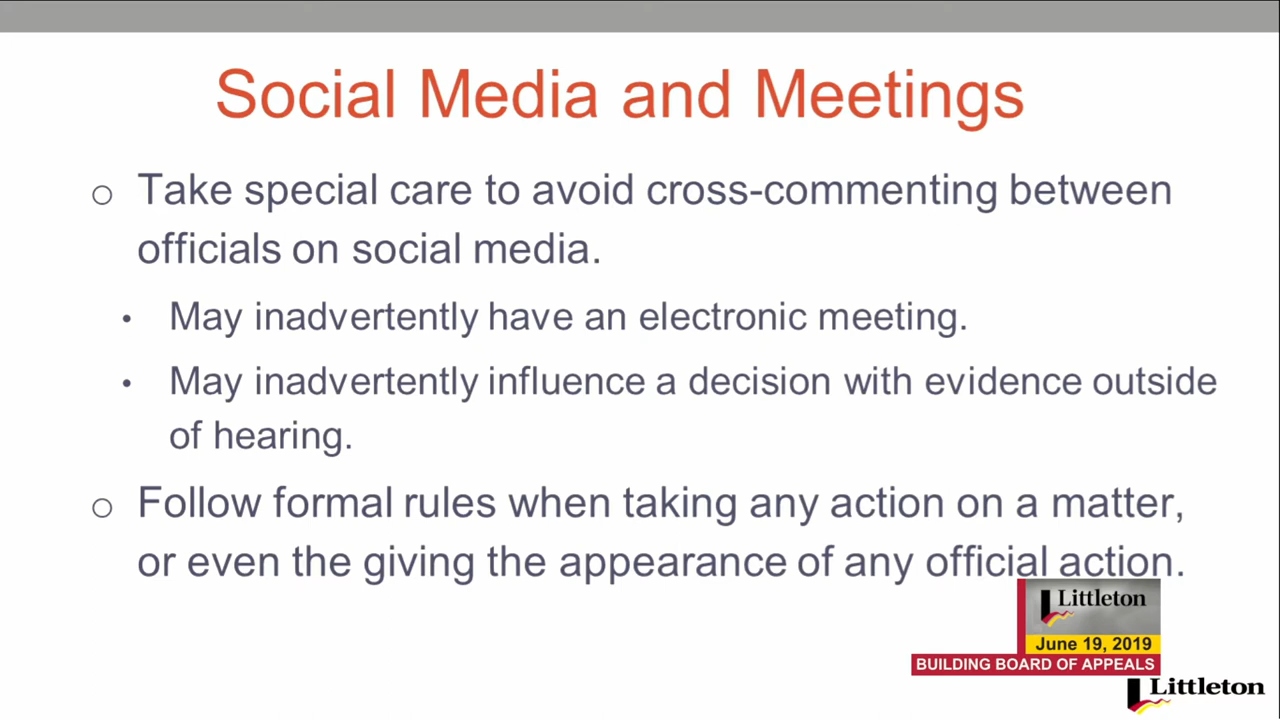 Social Media and Meetings
○ Take special care to avoid cross-commenting between
officials on social media.
• May inadvertently have an electronic meeting.
• May inadvertently influence a decision with evidence outside
of hearing.
○ Follow formal rules when taking any action on a matter,
or even the giving the appearance of any official action.
Littleton
June 19, 2019
BUILDING BOARD OF APPEALS
Littleton